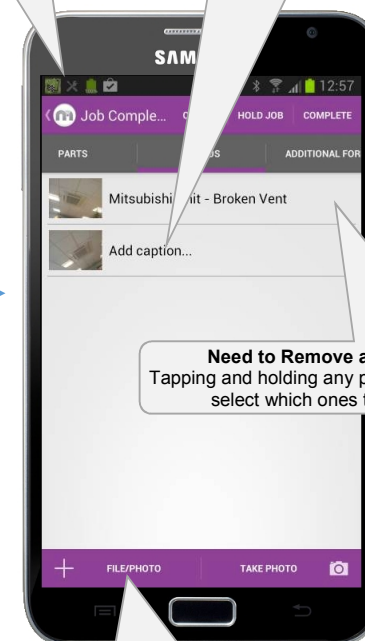 SAM
12:57
Job Comple...
HOLD JOB
COMPLETE
PARTS
ADDITIONAL FOR
Mitsubishi
- Broken Vent
Add caption...
Need to Remove a
Tapping and holding any p
select which ones
FILE/PHOTO
TAKE PHOTO